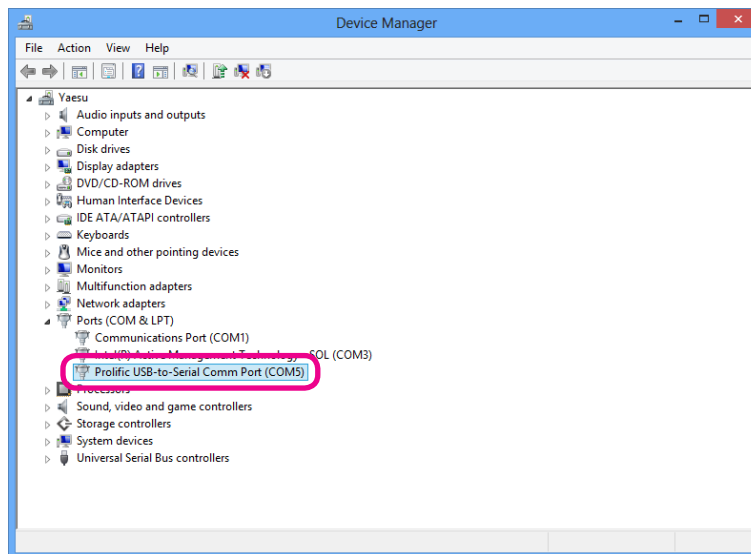 Device Manager
File Action View Help
Yaesu
Audio inputs and outputs
Computer
Disk drives
Display adapters
DVD/CD-ROM drives
Human Interface Devices
IDE ATA/ATAPI controllers
Keyboards
Mice and other pointing devices
Monitors
Multifunction adapters
Network adapters
Ports (COM & LPT)
Communications Port (COM1)
Intel(R) Active Management Technology - SOL (COM3)
Prolific USB-to-Serial Comm Port (COM5)
Processors
Sound, video and game controllers
Storage controllers
System devices
Universal Serial Bus controllers